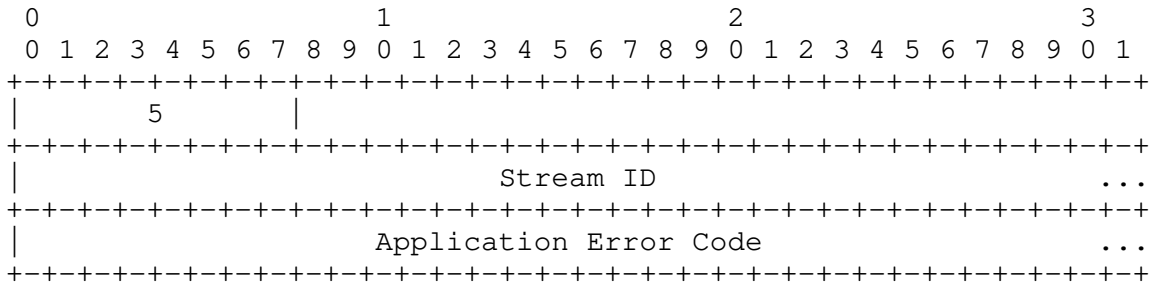 0                   1                   2                   3
 0 1 2 3 4 5 6 7 8 9 0 1 2 3 4 5 6 7 8 9 0 1 2 3 4 5 6 7 8 9 0 1
+-+-+-+-+-+-+-+-+-+-+-+-+-+-+-+-+-+-+-+-+-+-+-+-+-+-+-+-+-+-+-+-+
|       5       |
+-+-+-+-+-+-+-+-+-+-+-+-+-+-+-+-+-+-+-+-+-+-+-+-+-+-+-+-+-+-+-+-+
|                           Stream ID                         ...
+-+-+-+-+-+-+-+-+-+-+-+-+-+-+-+-+-+-+-+-+-+-+-+-+-+-+-+-+-+-+-+-+
|                    Application Error Code                   ...
+-+-+-+-+-+-+-+-+-+-+-+-+-+-+-+-+-+-+-+-+-+-+-+-+-+-+-+-+-+-+-+-+